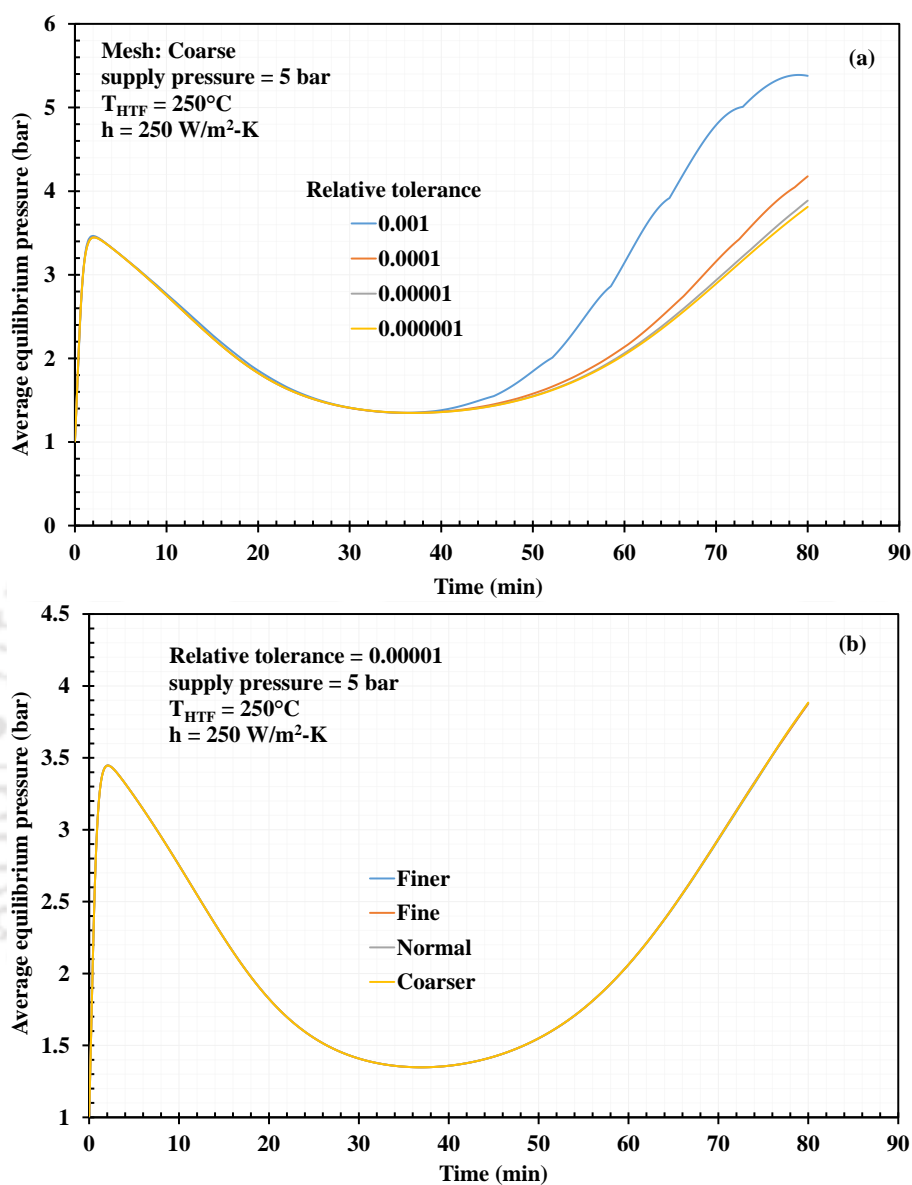 6
5
4
3
2
1
0
Average equilibrium pressure (bar)
Mesh: Coarse
supply pressure = 5 bar
T_HTF = 250°C
h = 250 W/m²-K
(a)
Relative tolerance
0.001
0.0001
0.00001
0.000001
0 10 20 30 40 50 60 70 80 90
Time (min)
4.5
4
3.5
3
2.5
2
1.5
1
Average equilibrium pressure (bar)
Relative tolerance = 0.00001
supply pressure = 5 bar
T_HTF = 250°C
h = 250 W/m²-K
(b)
Finer
Fine
Normal
Coarser
0 10 20 30 40 50 60 70 80 90
Time (min)